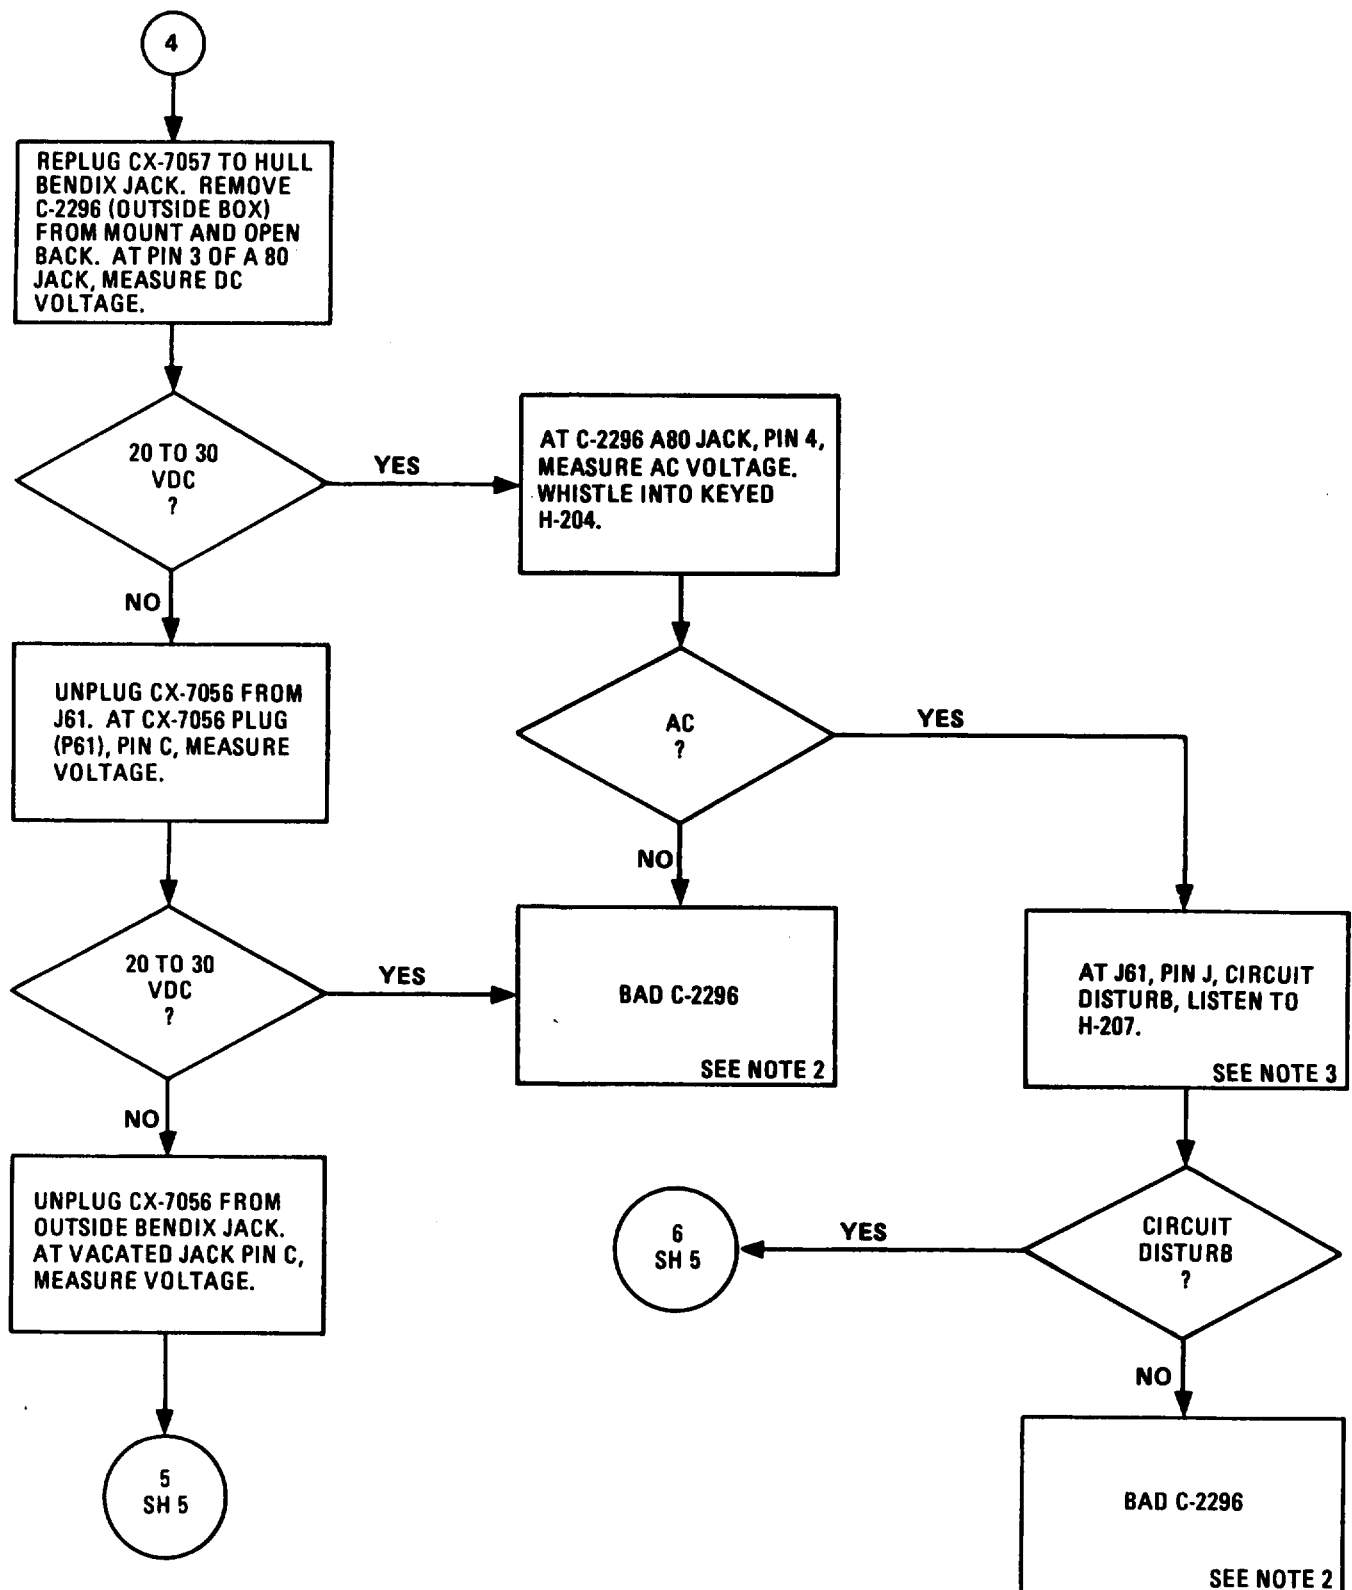 4
REPLUG CX-7057 TO HULL
BENDIX JACK. REMOVE
C-2296 (OUTSIDE BOX)
FROM MOUNT AND OPEN
BACK. AT PIN 3 OF A 80
JACK, MEASURE DC
VOLTAGE.
20 TO 30
VDC
?
YES
AT C-2296 A80 JACK, PIN 4,
MEASURE AC VOLTAGE.
WHISTLE INTO KEYED
H-204.
NO
UNPLUG CX-7056 FROM
J61. AT CX-7056 PLUG
(P61), PIN C, MEASURE
VOLTAGE.
AC
?
YES
NO
20 TO 30
VDC
?
YES
BAD C-2296
SEE NOTE 2
AT J61, PIN J, CIRCUIT
DISTURB, LISTEN TO
H-207.
SEE NOTE 3
NO
UNPLUG CX-7056 FROM
OUTSIDE BENDIX JACK.
AT VACATED JACK PIN C,
MEASURE VOLTAGE.
6
SH 5
YES
CIRCUIT
DISTURB
?
NO
5
SH 5
BAD C-2296
SEE NOTE 2